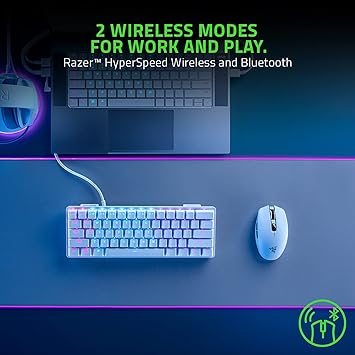 2 WIRELESS MODES
FOR WORK AND PLAY.
Razer™ HyperSpeed Wireless and Bluetooth